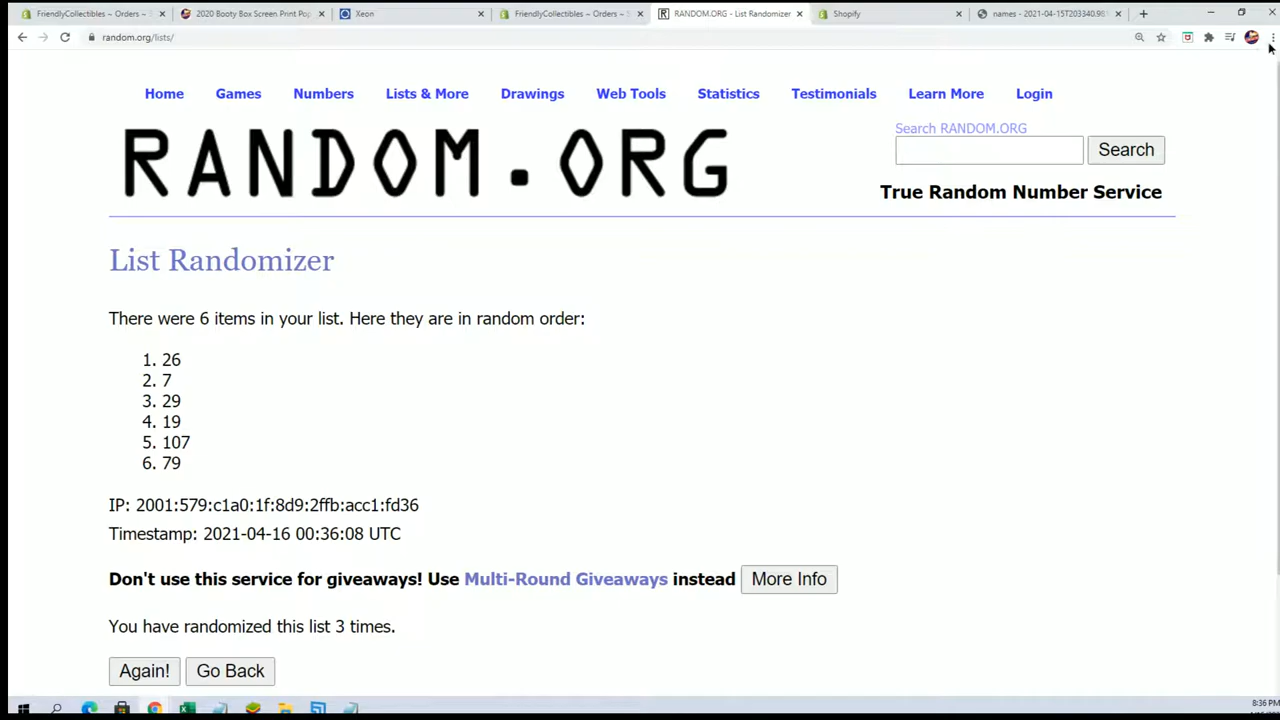 FriendlyCollectibles ~ Orders ~ S
2020 Booty Box Screen Print Pop
Xeon
FriendlyCollectibles ~ Orders ~ S
RANDOM.ORG - List Randomizer
Shopify
names - 2021-04-15T203340.98
random.org/lists/
Home Games Numbers Lists & More Drawings Web Tools Statistics Testimonials Learn More Login
RANDOM.ORG
Search RANDOM.ORG
Search
True Random Number Service
List Randomizer
There were 6 items in your list. Here they are in random order:
1. 26
2. 7
3. 29
4. 19
5. 107
6. 79
IP: 2001:579:c1a0:1f:8d9:2ffb:acc1:fd36
Timestamp: 2021-04-16 00:36:08 UTC
Don't use this service for giveaways! Use Multi-Round Giveaways instead More Info
You have randomized this list 3 times.
Again! Go Back
8:36 PM